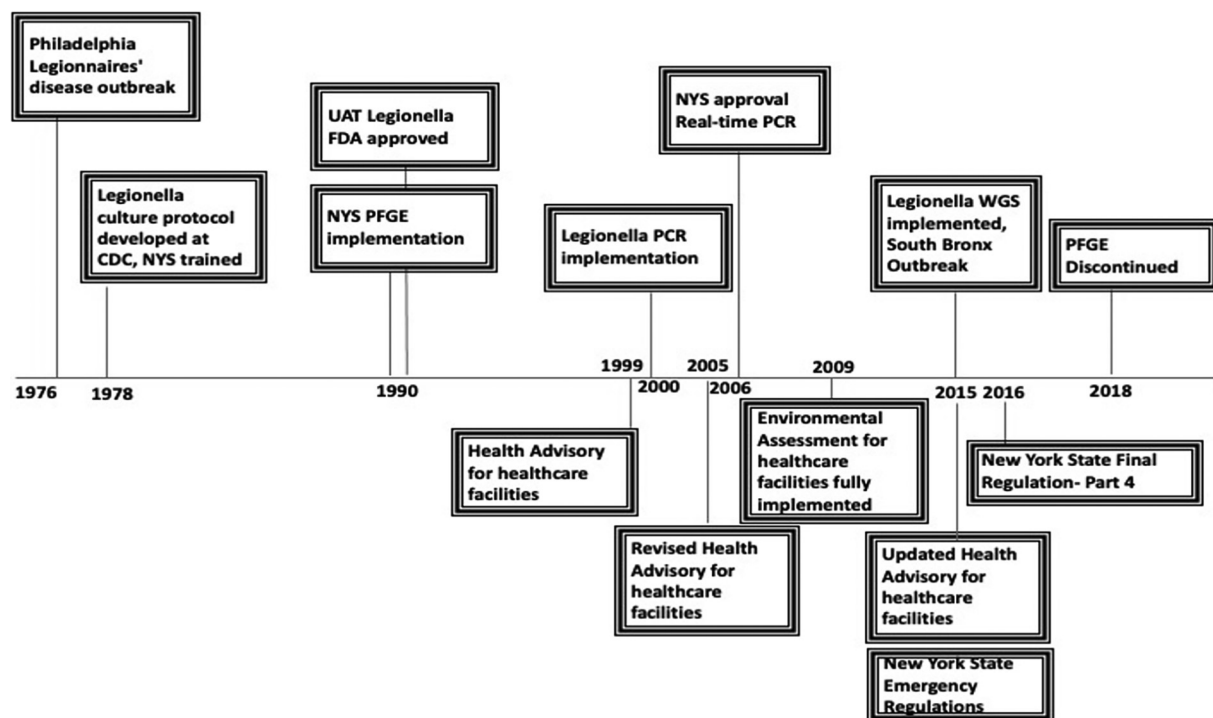 Philadelphia
Legionnaires'
disease outbreak
Legionella
culture protocol
developed at
CDC, NYS trained
UAT Legionella
FDA approved
NYS PFGE
implementation
Legionella PCR
implementation
NYS approval
Real-time PCR
Legionella WGS
implemented,
South Bronx
Outbreak
PFGE
Discontinued
1976
1978
1990
1999
2000
2005
2006
2009
2015
2016
2018
Health Advisory
for healthcare
facilities
Revised Health
Advisory for
healthcare
facilities
Environmental
Assessment for
healthcare
facilities fully
implemented
Updated Health
Advisory for
healthcare
facilities
New York State
Emergency
Regulations
New York State Final
Regulation- Part 4